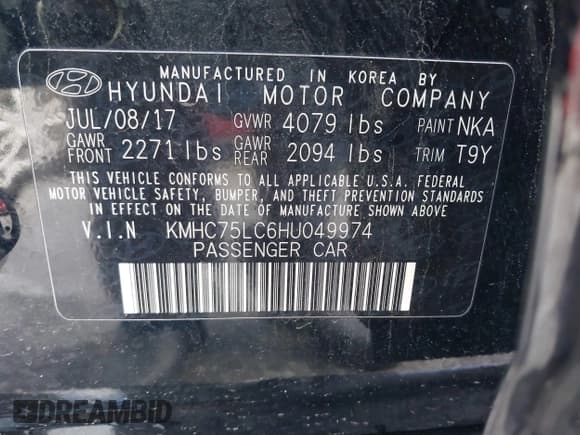 MANUFACTURED IN KOREA BY
HYUNDAI MOTOR COMPANY
JUL/08/17 GVWR 4079 lbs PAINT NKA
GAWR FRONT 2271 lbs GAWR REAR 2094 lbs TRIM T9Y
THIS VEHICLE CONFORMS TO ALL APPLICABLE U.S.A. FEDERAL
MOTOR VEHICLE SAFETY, BUMPER, AND THEFT PREVENTION STANDARDS
IN EFFECT ON THE DATE OF MANUFACTURE SHOWN ABOVE
V.I.N KMHC75LC6HU049974
PASSENGER CAR
DREAMBID